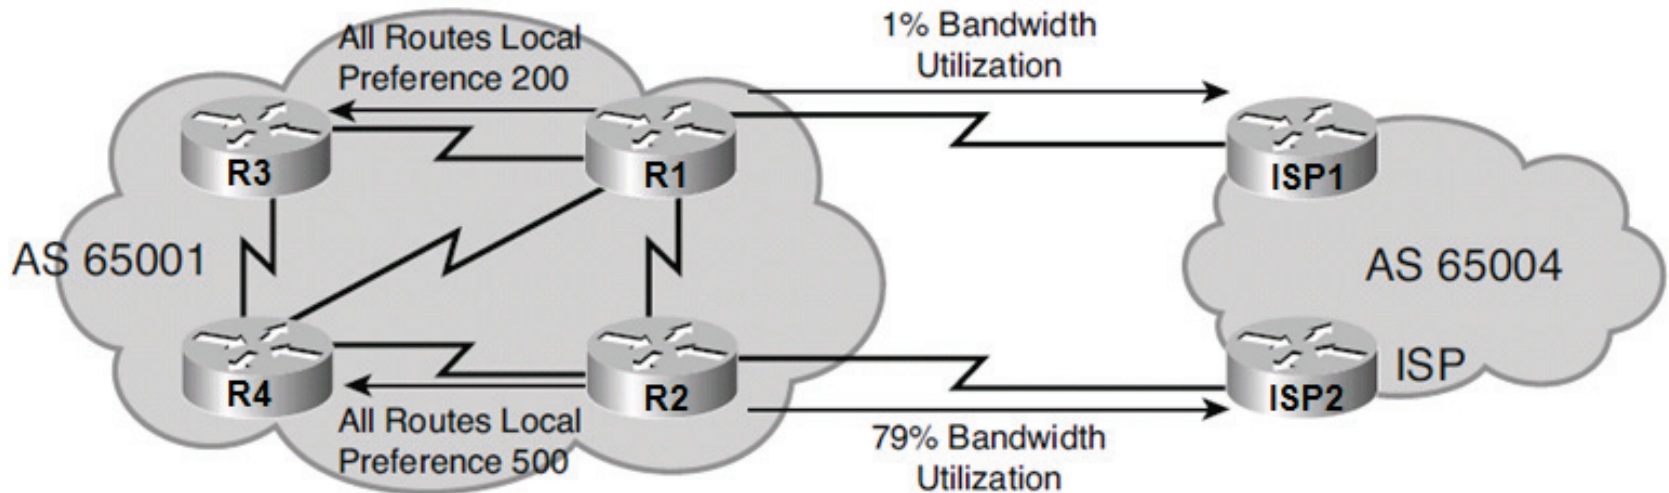 All Routes Local
Preference 200
1% Bandwidth
Utilization
R3
R1
ISP1
AS 65001
AS 65004
R4
R2
ISP2
ISP
All Routes Local
Preference 500
79% Bandwidth
Utilization